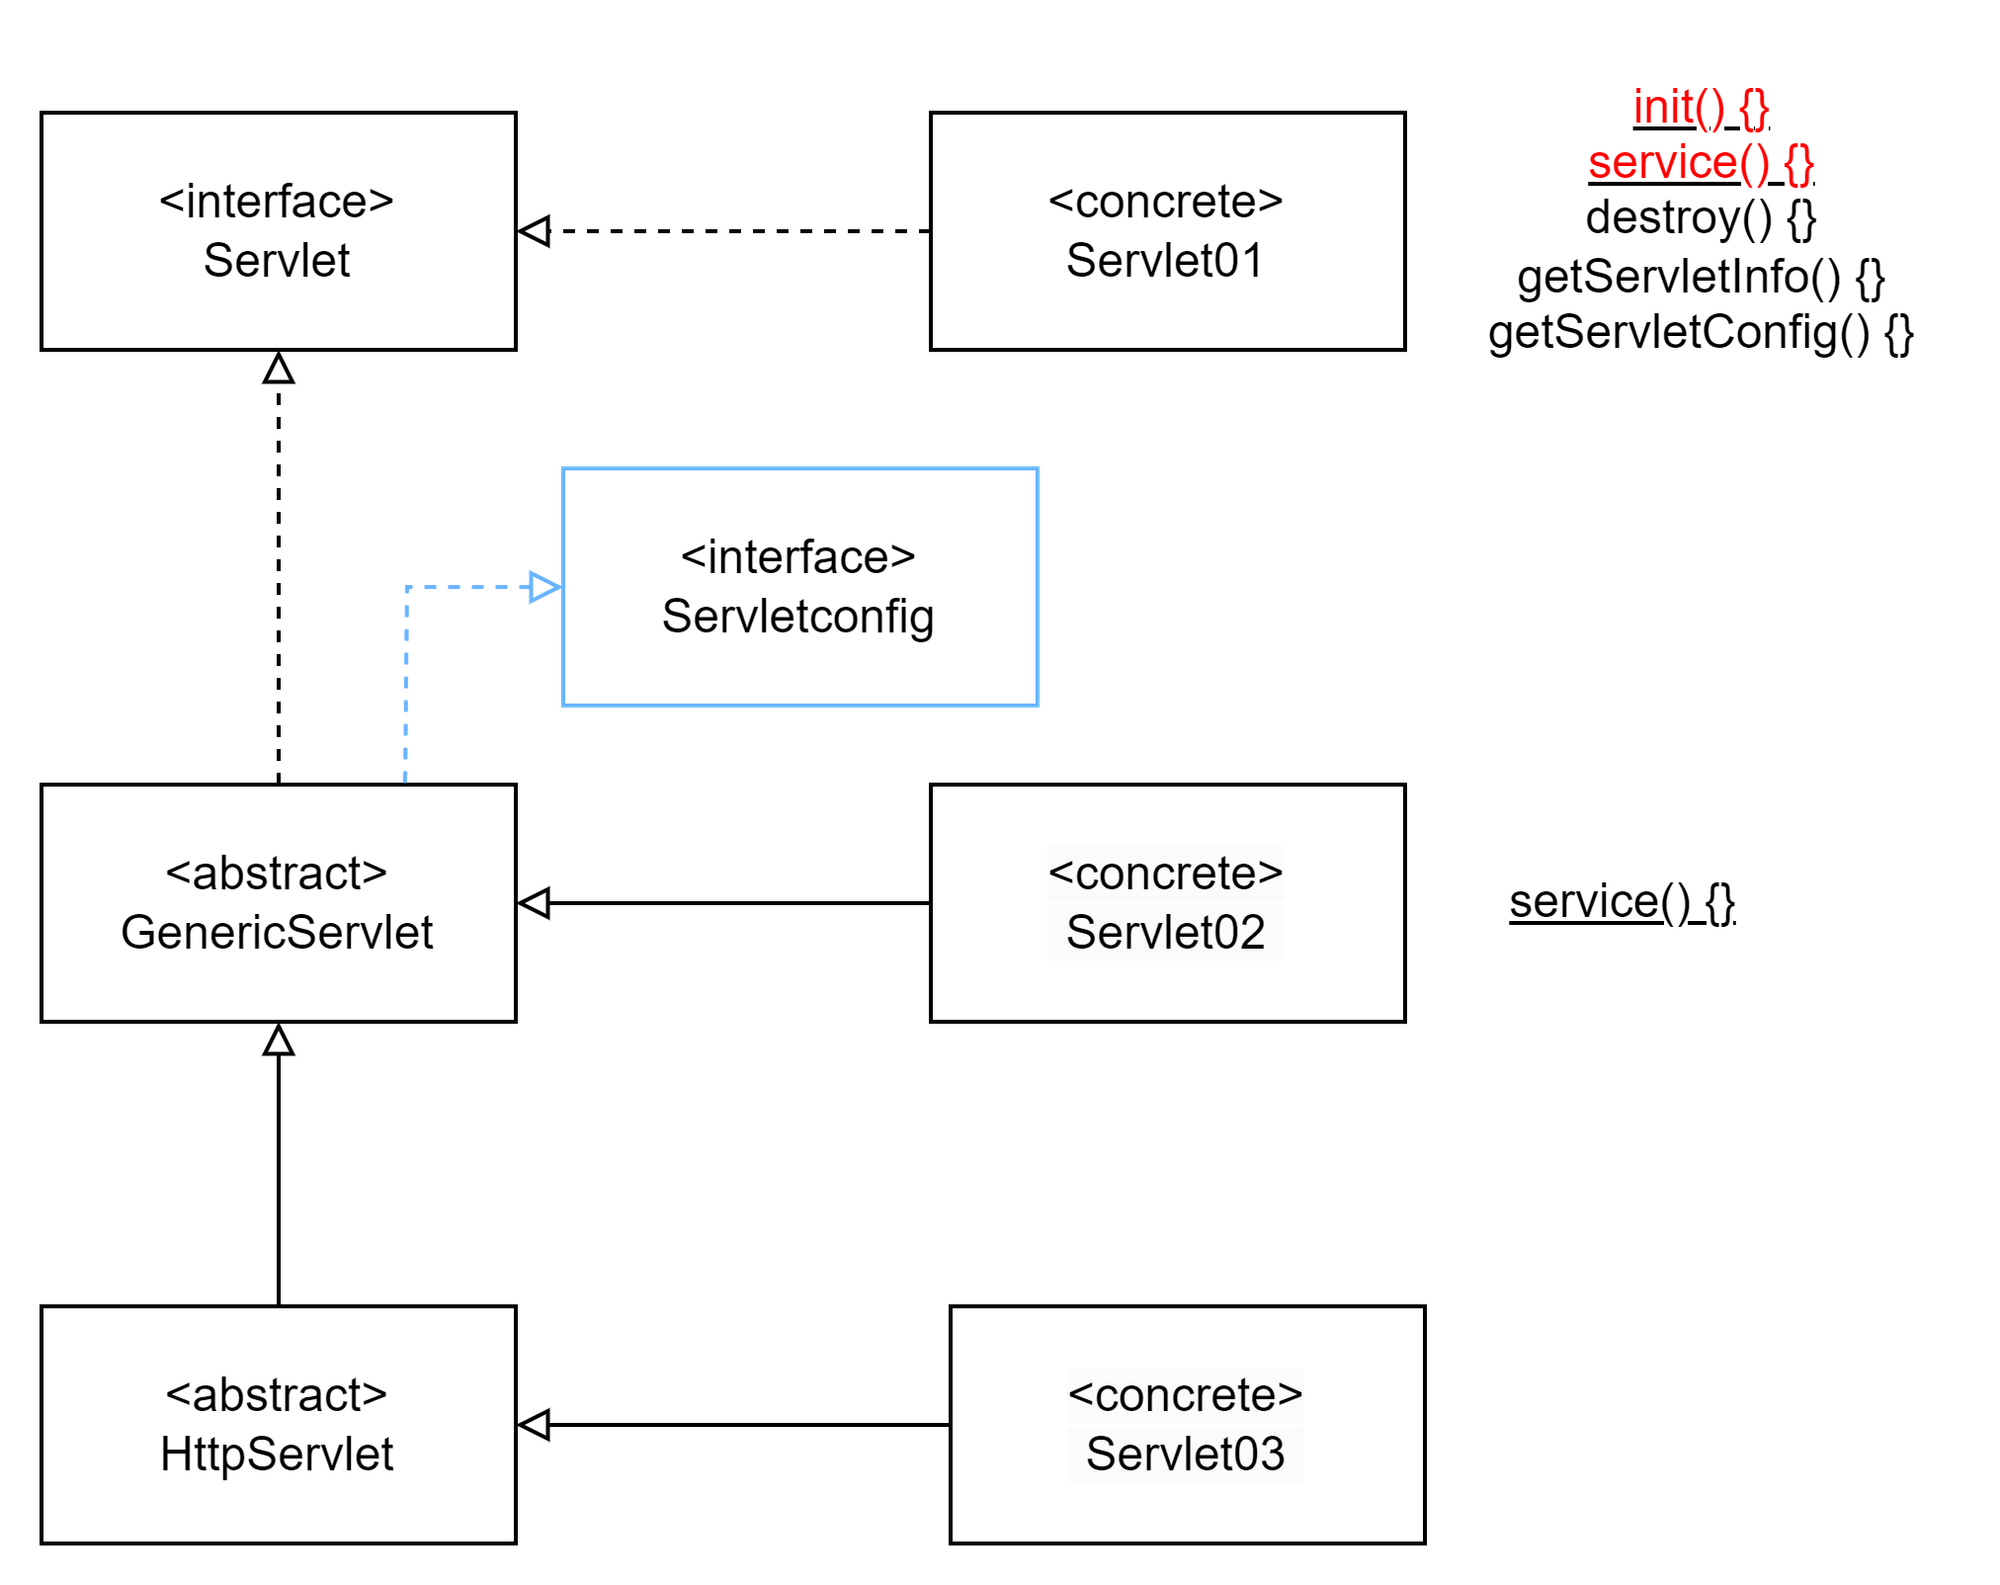 <interface>
Servlet
<concrete>
Servlet01
init() {}
service() {}
destroy() {}
getServletInfo() {}
getServletConfig() {}
<interface>
Servletconfig
<abstract>
GenericServlet
<concrete>
Servlet02
service() {}
<abstract>
HttpServlet
<concrete>
Servlet03